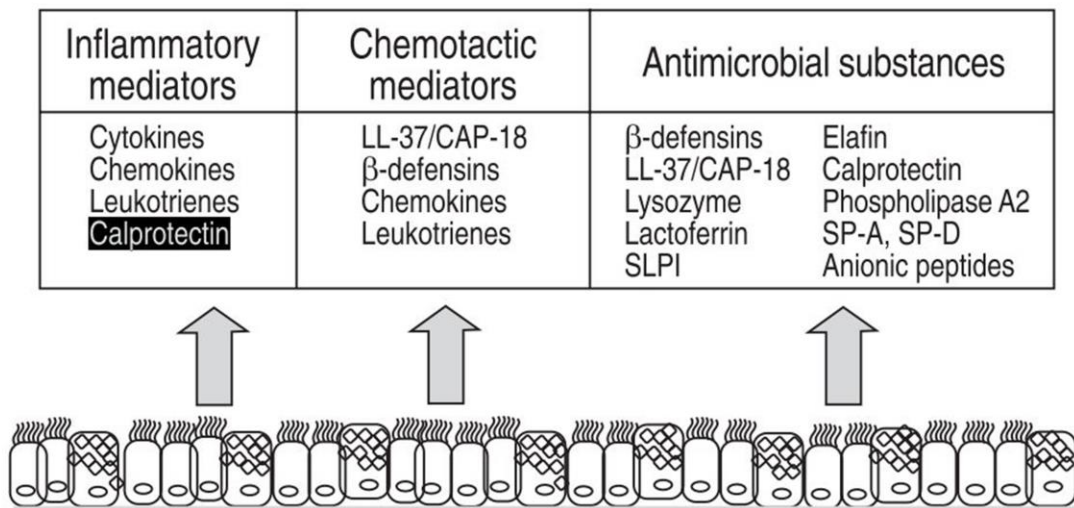 Inflammatory
mediators
Chemotactic
mediators
Antimicrobial substances
Cytokines
Chemokines
Leukotrienes
Calprotectin
LL-37/CAP-18
β-defensins
Chemokines
Leukotrienes
β-defensins
LL-37/CAP-18
Lysozyme
Lactoferrin
SLPI
Elafin
Calprotectin
Phospholipase A2
SP-A, SP-D
Anionic peptides